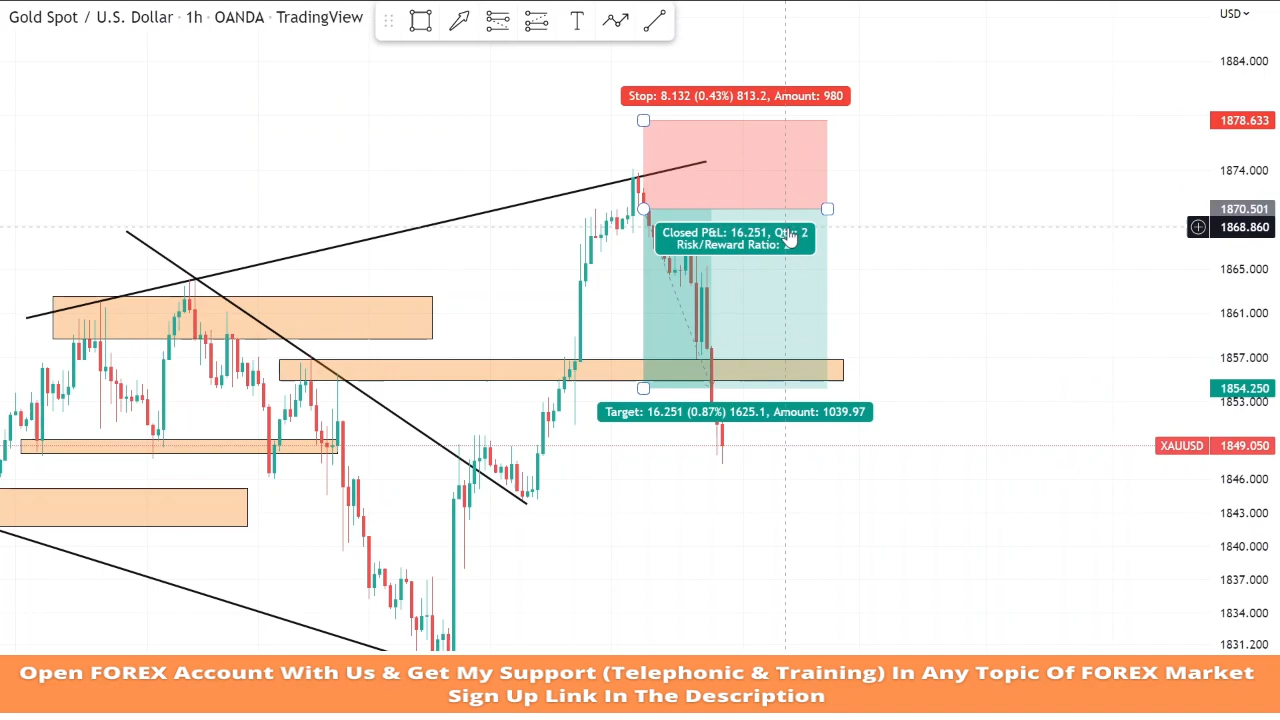 Gold Spot / U.S. Dollar · 1h · OANDA · TradingView
T
USD
1884.000
Stop: 8.132 (0.43%) 813.2, Amount: 980
1878.633
1874.000
1870.501
1868.860
Closed P&L: 16.251, Qty: 2
Risk/Reward Ratio:
1865.000
1861.000
1857.000
1854.250
1853.000
Target: 16.251 (0.87%) 1625.1, Amount: 1039.97
XAUUSD 1849.050
1846.000
1843.000
1840.000
1837.000
1834.000
1831.200
Open FOREX Account With Us & Get My Support (Telephonic & Training) In Any Topic Of FOREX Market
Sign Up Link In The Description